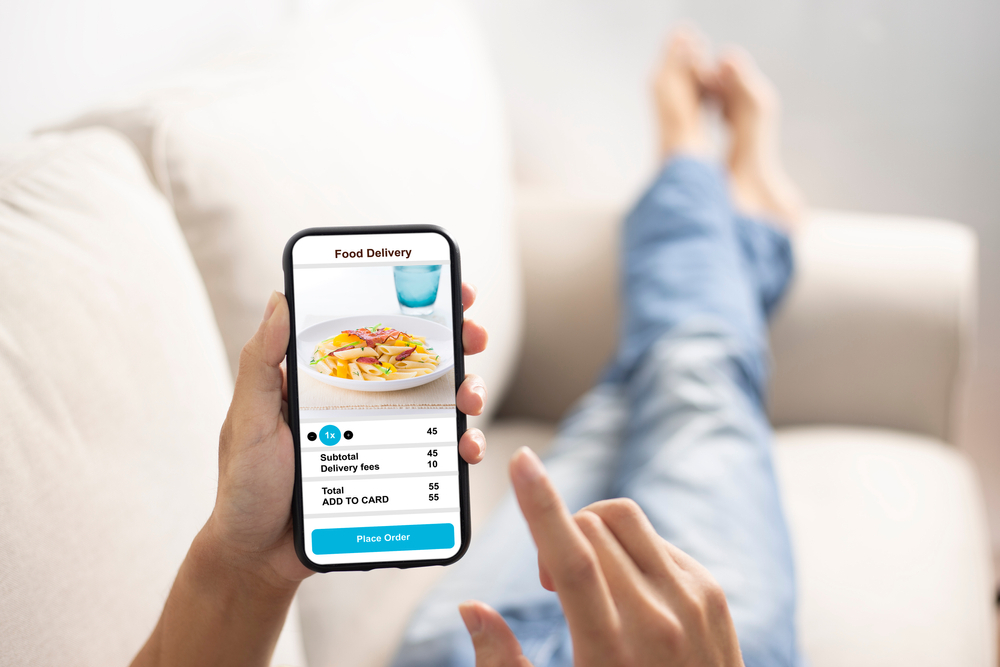 Food Delivery
- 1x + 45
Subtotal 45
Delivery fees 10
Total 55
ADD TO CARD 55
Place Order